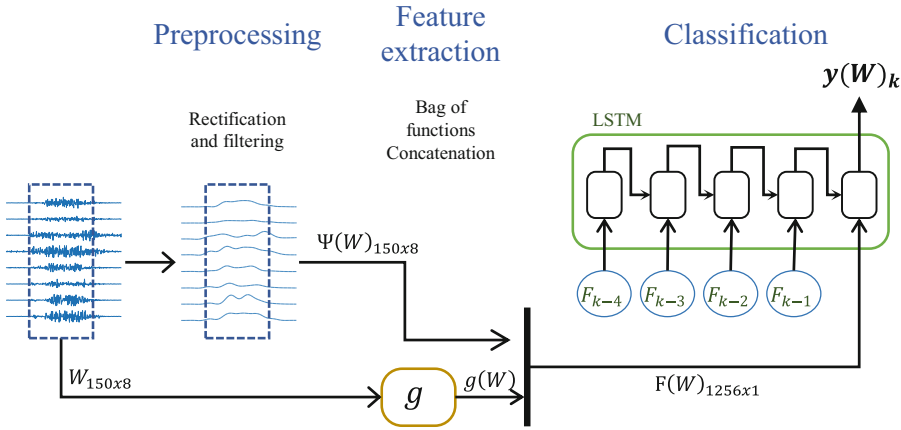 Preprocessing
Feature
extraction
Classification
Rectification
and filtering
Bag of
functions
Concatenation
y(W)ₖ
LSTM
Ψ(W)₁₅₀ₓ₈
Fₖ₋₄
Fₖ₋₃
Fₖ₋₂
Fₖ₋₁
W₁₅₀ₓ₈
g
g(W)
F(W)₁₂₅₆ₓ₁